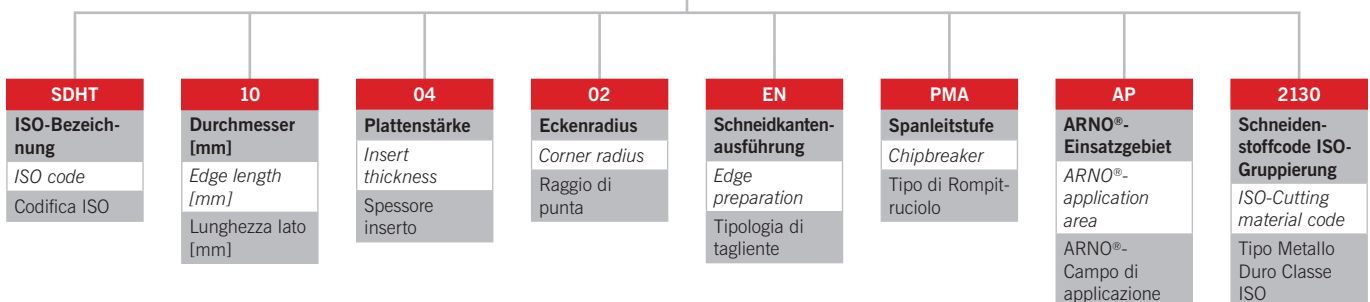 SDHT
ISO-Bezeich-
nung
ISO code
Codifica ISO
10
Durchmesser
[mm]
Edge length
[mm]
Lunghezza lato
[mm]
04
Plattenstärke
Insert
thickness
Spessore
inserto
02
Eckenradius
Corner radius
Raggio di
punta
EN
Schneidkanten-
ausführung
Edge
preparation
Tipologia di
tagliente
PMA
Spanleitstufe
Chipbreaker
Tipo di Rompit-
ruciolo
AP
ARNO®-
Einsatzgebiet
ARNO®-
application
area
ARNO®-
Campo di
applicazione
2130
Schneiden-
stoffcode ISO-
Gruppierung
ISO-Cutting
material code
Tipo Metallo
Duro Classe
ISO